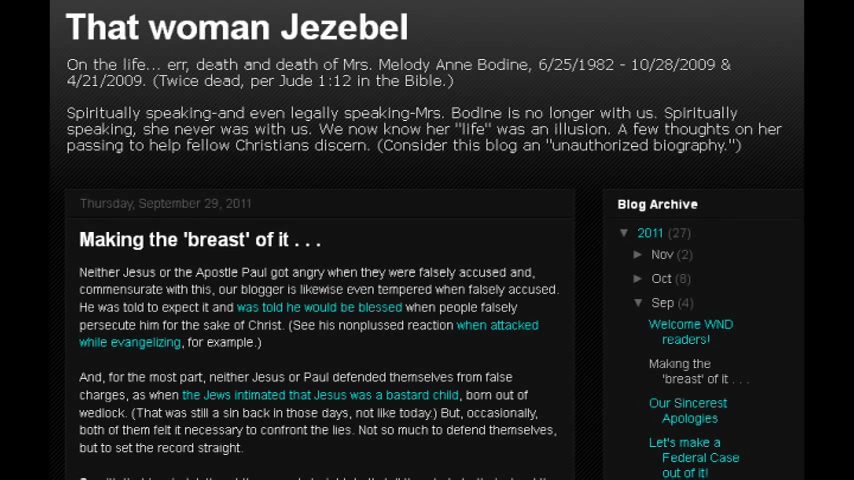 That woman Jezebel
On the life... err, death and death of Mrs. Melody Anne Bodine, 6/25/1982 - 10/28/2009 &
4/21/2009. (Twice dead, per Jude 1:12 in the Bible.)
Spiritually speaking-and even legally speaking-Mrs. Bodine is no longer with us. Spiritually
speaking, she never was with us. We now know her "life" was an illusion. A few thoughts on her
passing to help fellow Christians discern. (Consider this blog an "unauthorized biography.")
Thursday, September 29, 2011
Making the 'breast' of it . . .
Neither Jesus or the Apostle Paul got angry when they were falsely accused and,
commensurate with this, our blogger is likewise even tempered when falsely accused.
He was told to expect it and was told he would be blessed when people falsely
persecute him for the sake of Christ. (See his nonplussed reaction when attacked
while evangelizing, for example.)
And, for the most part, neither Jesus or Paul defended themselves from false
charges, as when the Jews intimated that Jesus was a bastard child, born out of
wedlock. (That was still a sin back in those days, not like today.) But, occasionally,
both of them felt it necessary to confront the lies. Not so much to defend themselves,
but to set the record straight.
Blog Archive
▼ 2011 (27)
► Nov (2)
► Oct (8)
▼ Sep (4)
Welcome WND
readers!
Making the
'breast' of it . . .
Our Sincerest
Apologies
Let's make a
Federal Case
out of it!